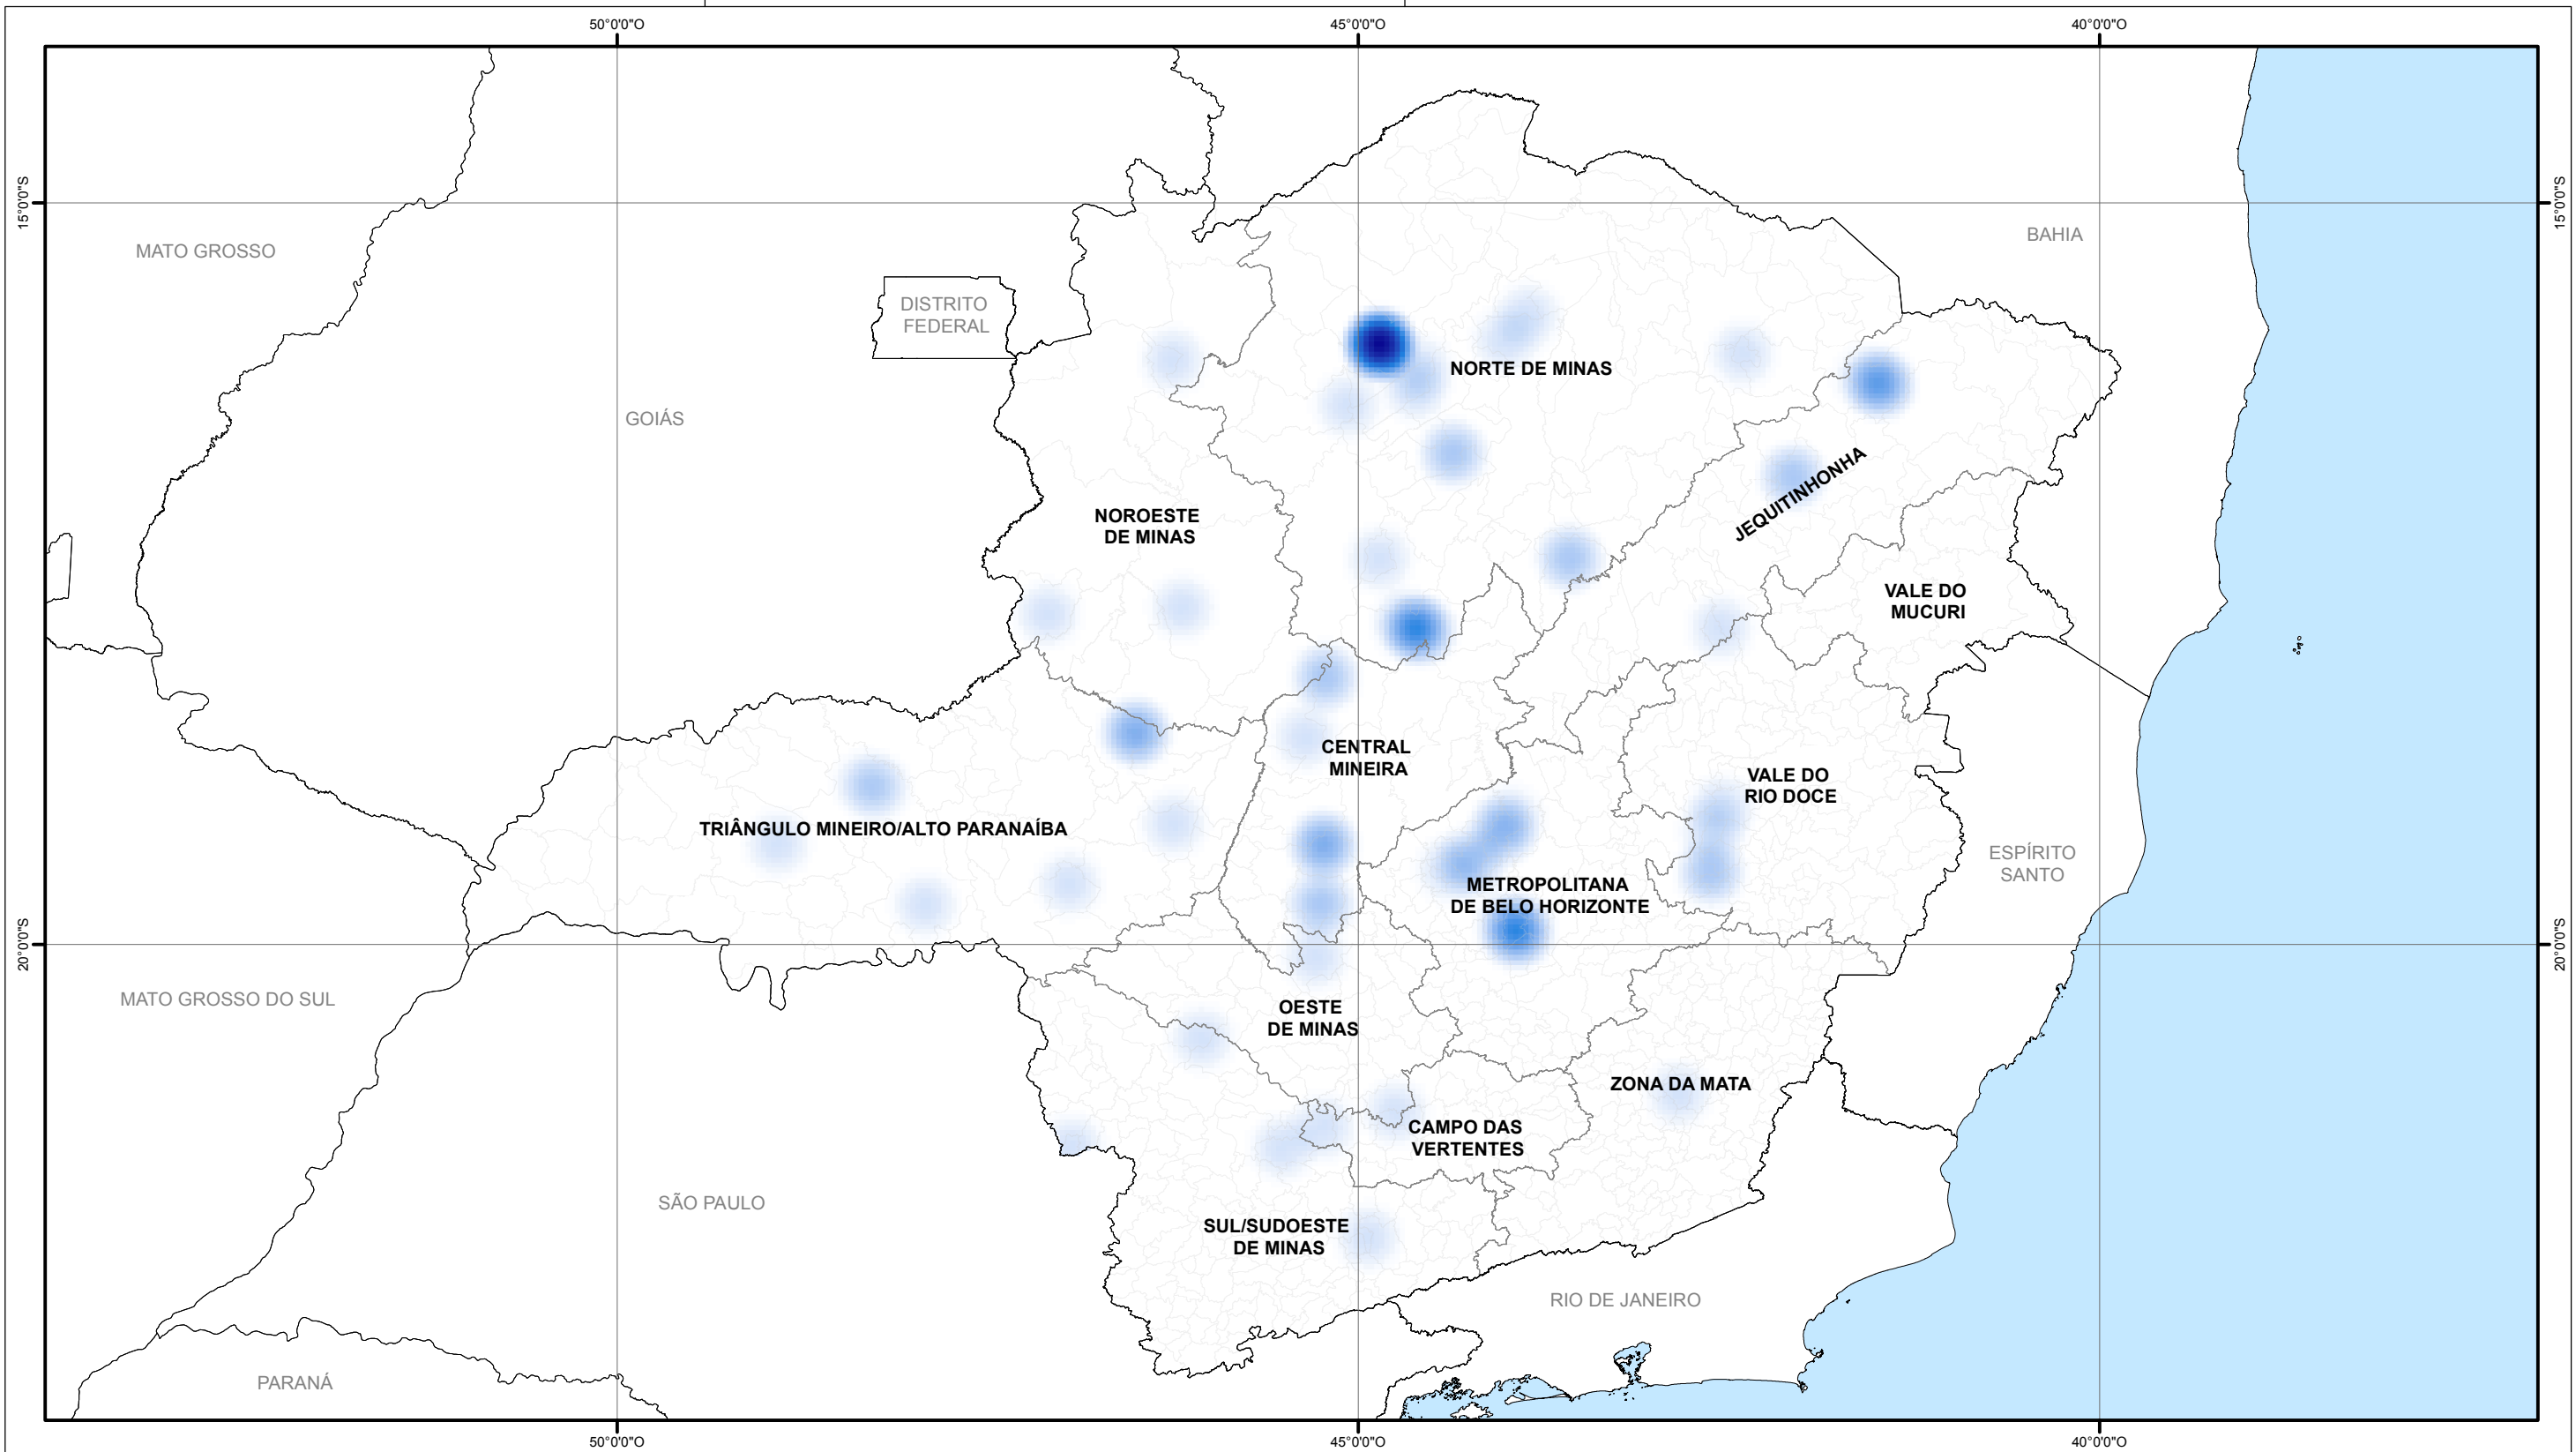 50°0'0"O
45°0'0"O
40°0'0"O
15°0'0"S
15°0'0"S
MATO GROSSO
BAHIA
DISTRITO
FEDERAL
NORTE DE MINAS
GOIÁS
JEQUITINHONHA
NOROESTE
DE MINAS
VALE DO
MUCURI
CENTRAL
MINEIRA
VALE DO
RIO DOCE
TRIÂNGULO MINEIRO/ALTO PARANAÍBA
ESPÍRITO
SANTO
METROPOLITANA
DE BELO HORIZONTE
20°0'0"S
20°0'0"S
MATO GROSSO DO SUL
OESTE
DE MINAS
ZONA DA MATA
CAMPO DAS
VERTENTES
SÃO PAULO
SUL/SUDOESTE
DE MINAS
RIO DE JANEIRO
PARANÁ
50°0'0"O
45°0'0"O
40°0'0"O